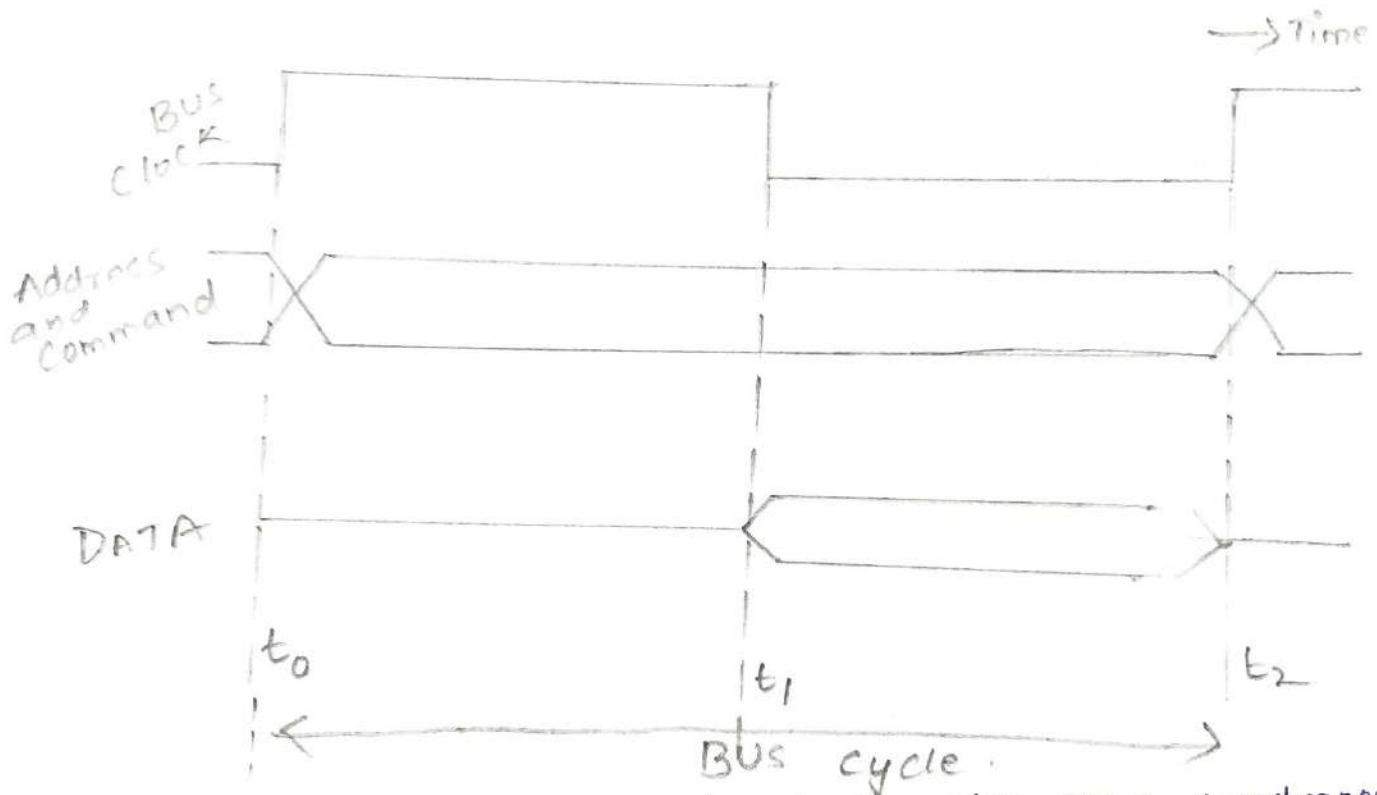 → Time
Bus
Clock
Address
and
Command
DATA
t0
t1
t2
Bus cycle.